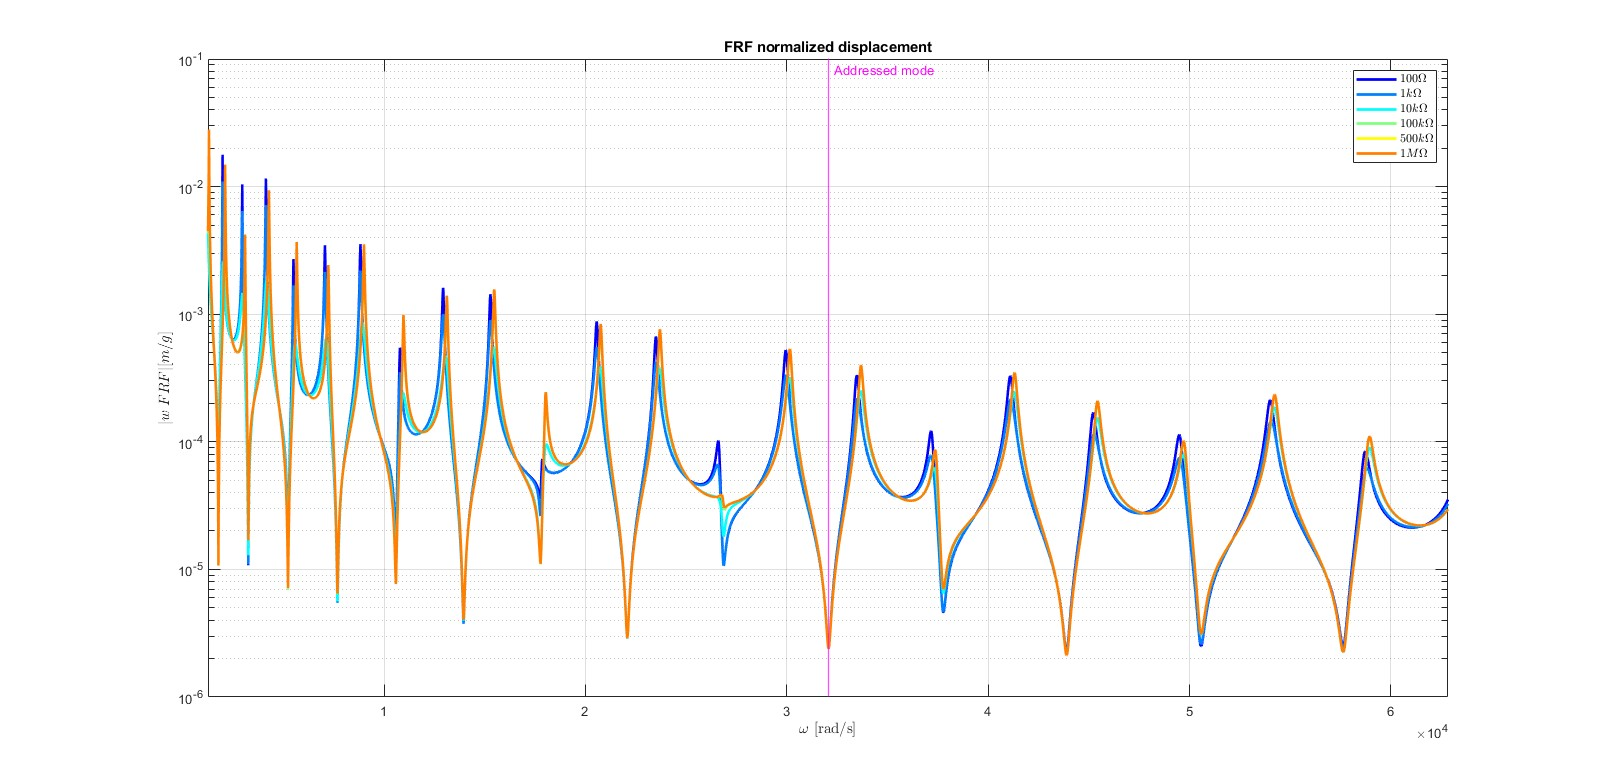 FRF normalized displacement
Addressed mode
100Ω
1kΩ
10kΩ
100kΩ
500kΩ
1MΩ
10^-1
10^-2
10^-3
10^-4
10^-5
10^-6
|w FRF|[m/g]
1 2 3 4 5 6
ω [rad/s]
×10^4